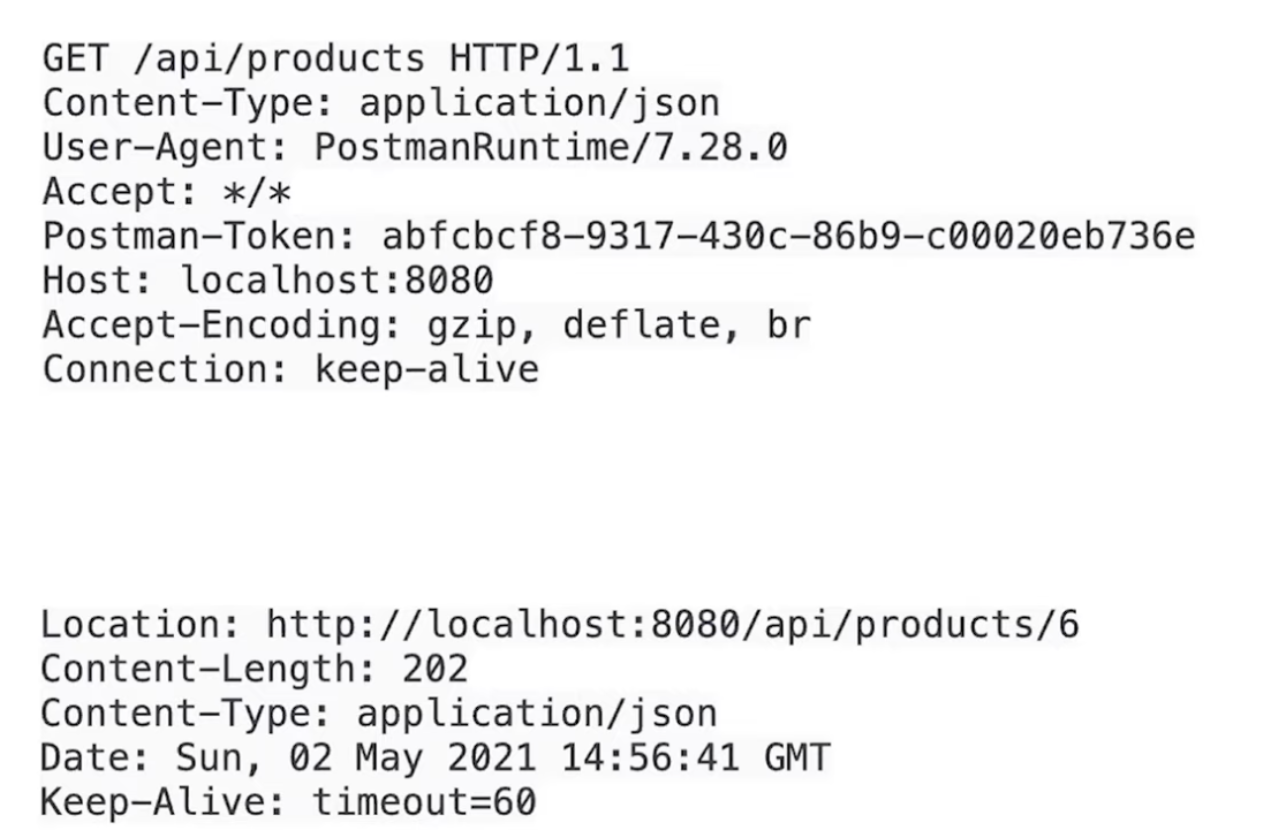 GET /api/products HTTP/1.1
Content-Type: application/json
User-Agent: PostmanRuntime/7.28.0
Accept: */*
Postman-Token: abfcbcf8-9317-430c-86b9-c00020eb736e
Host: localhost:8080
Accept-Encoding: gzip, deflate, br
Connection: keep-alive
Location: http://localhost:8080/api/products/6
Content-Length: 202
Content-Type: application/json
Date: Sun, 02 May 2021 14:56:41 GMT
Keep-Alive: timeout=60